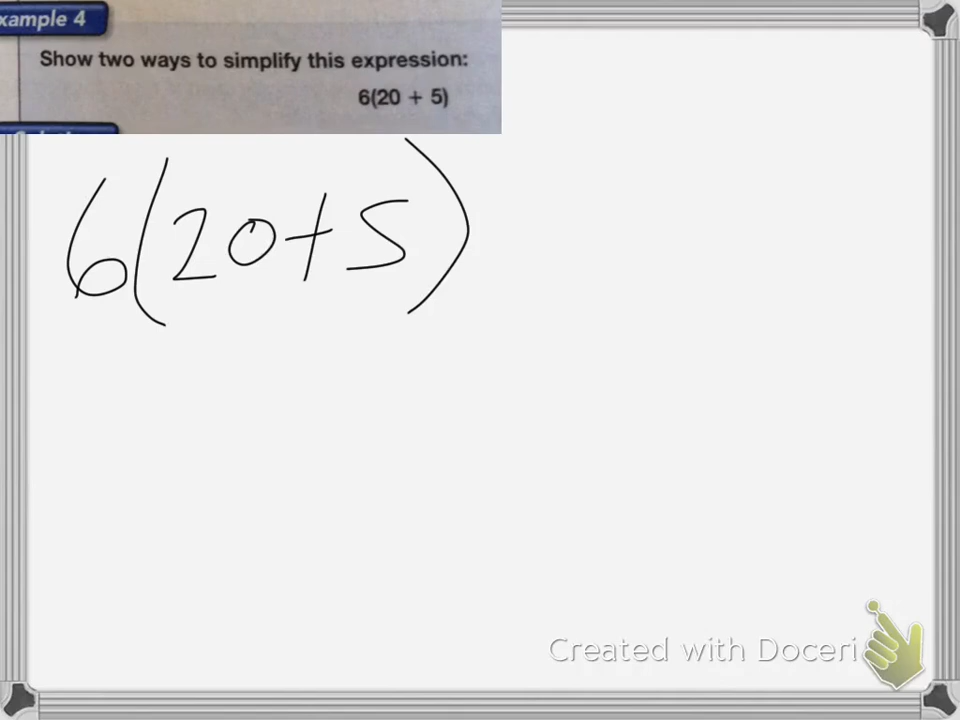 xample 4
Show two ways to simplify this expression:
6(20 + 5)
6(20+5)
Created with Doceri